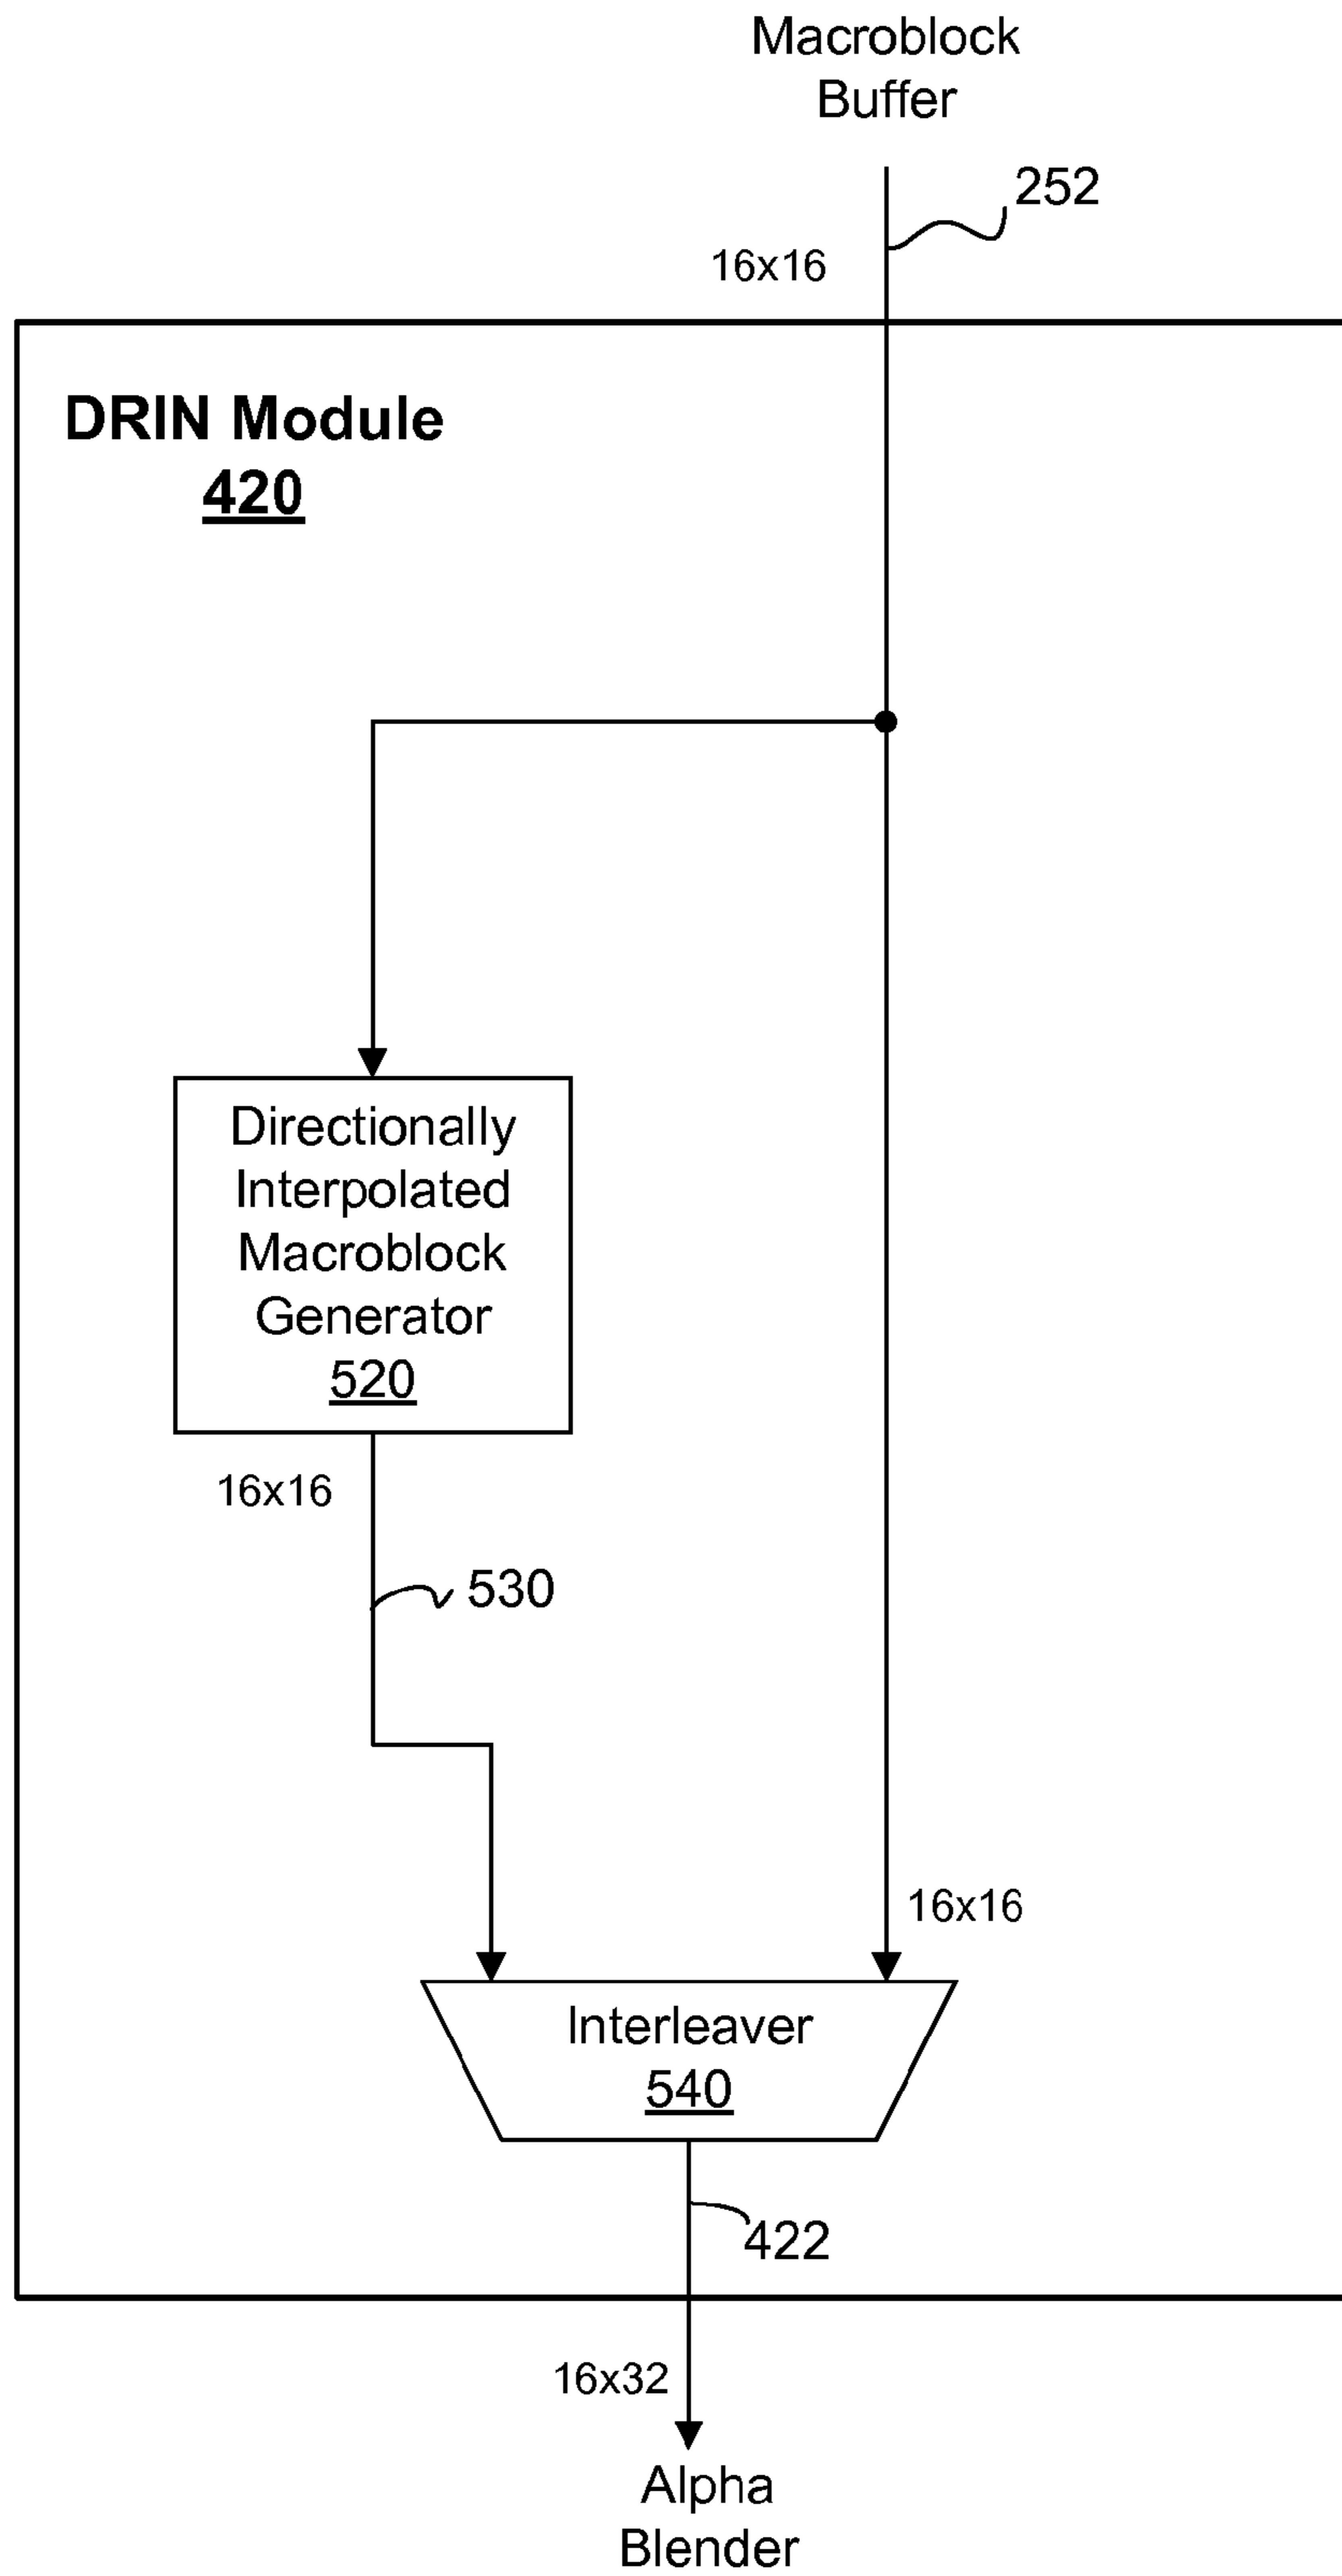 Macroblock
Buffer
252
16x16
DRIN Module
420
Directionally
Interpolated
Macroblock
Generator
520
16x16
530
16x16
Interleaver
540
422
16x32
Alpha
Blender